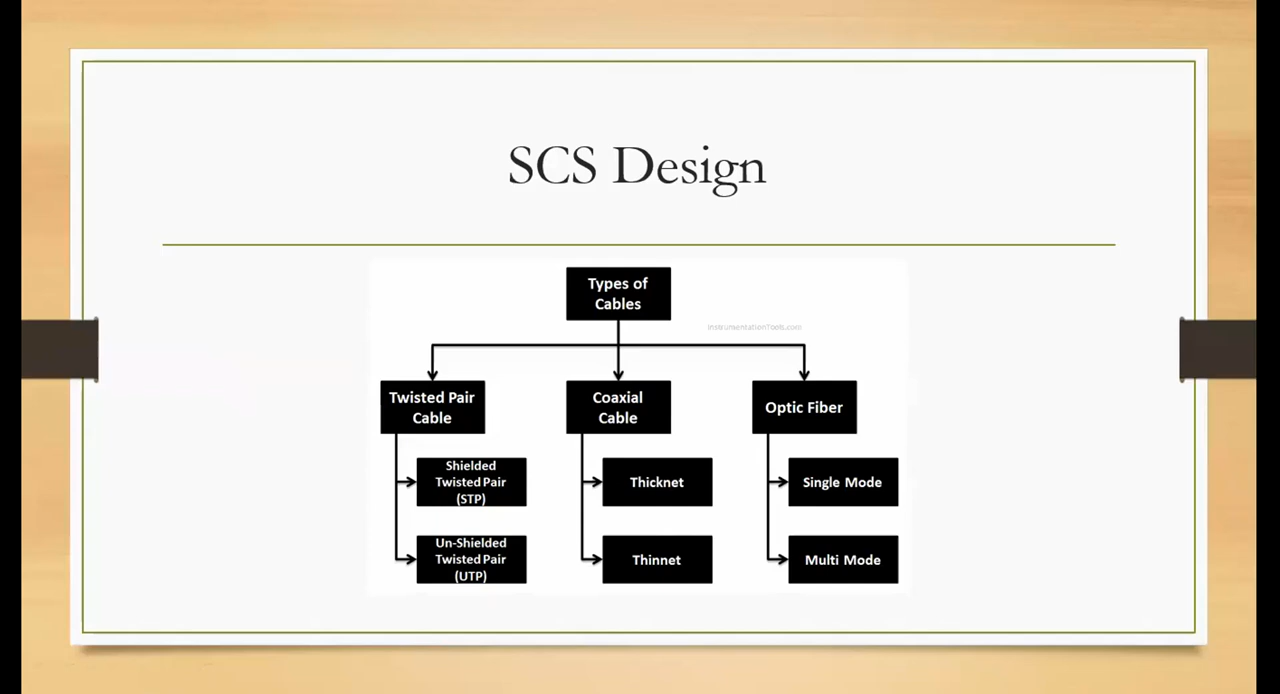 SCS Design
Types of
Cables
InstrumentationTools.com
Twisted Pair
Cable
Coaxial
Cable
Optic Fiber
Shielded
Twisted Pair
(STP)
Thicknet
Single Mode
Un-Shielded
Twisted Pair
(UTP)
Thinnet
Multi Mode